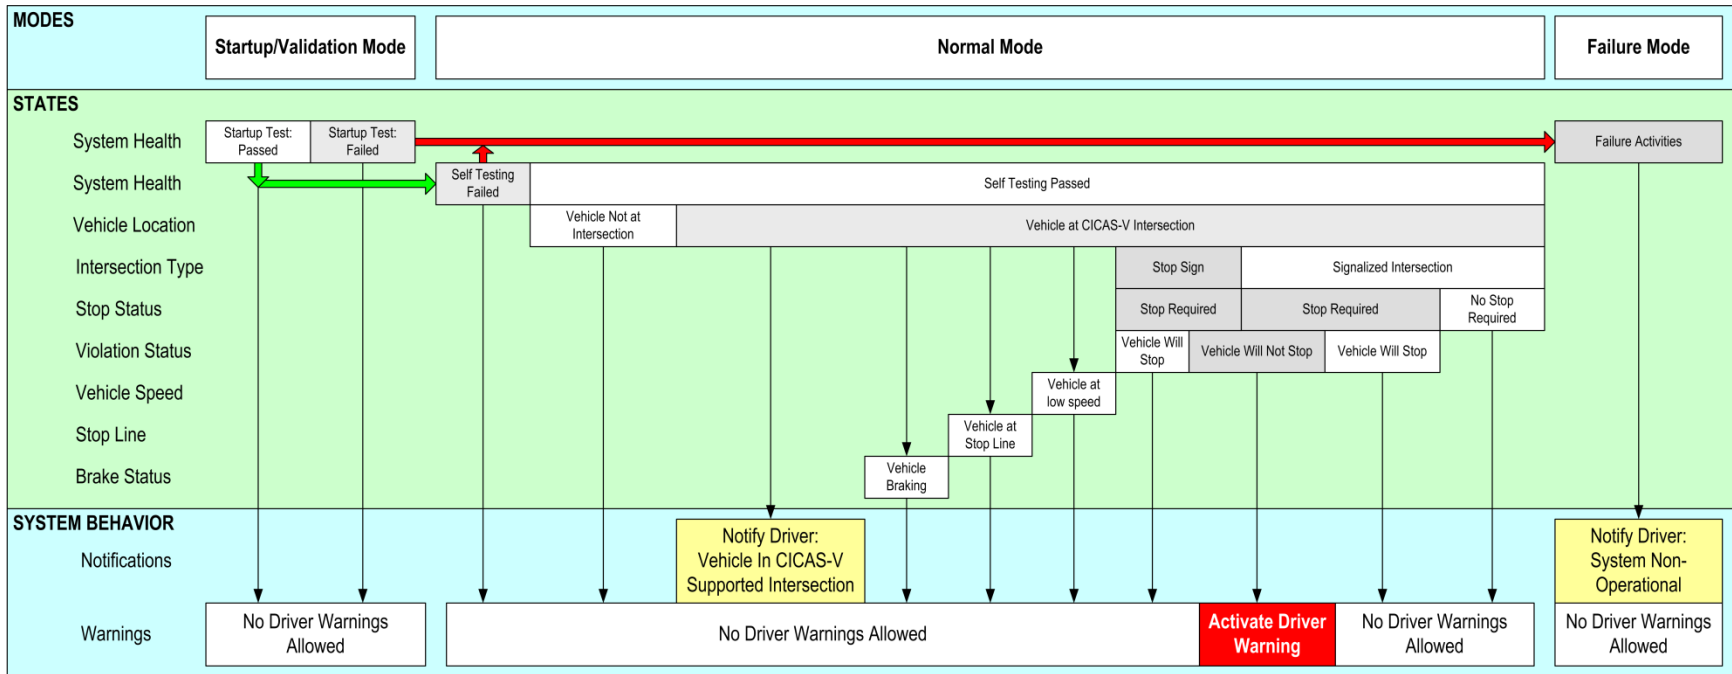 MODES
Startup/Validation Mode
Normal Mode
Failure Mode
STATES
System Health
Startup Test:
Passed
Startup Test:
Failed
Failure Activities
System Health
Self Testing
Failed
Self Testing Passed
Vehicle Location
Vehicle Not at
Intersection
Vehicle at CICAS-V Intersection
Intersection Type
Stop Sign
Signalized Intersection
Stop Status
Stop Required
Stop Required
No Stop
Required
Violation Status
Vehicle Will
Stop
Vehicle Will Not Stop
Vehicle Will Stop
Vehicle Speed
Vehicle at
low speed
Stop Line
Vehicle at
Stop Line
Brake Status
Vehicle
Braking
SYSTEM BEHAVIOR
Notifications
Notify Driver:
Vehicle In CICAS-V
Supported Intersection
Notify Driver:
System Non-
Operational
Warnings
No Driver Warnings
Allowed
No Driver Warnings Allowed
Activate Driver
Warning
No Driver Warnings
Allowed
No Driver Warnings
Allowed